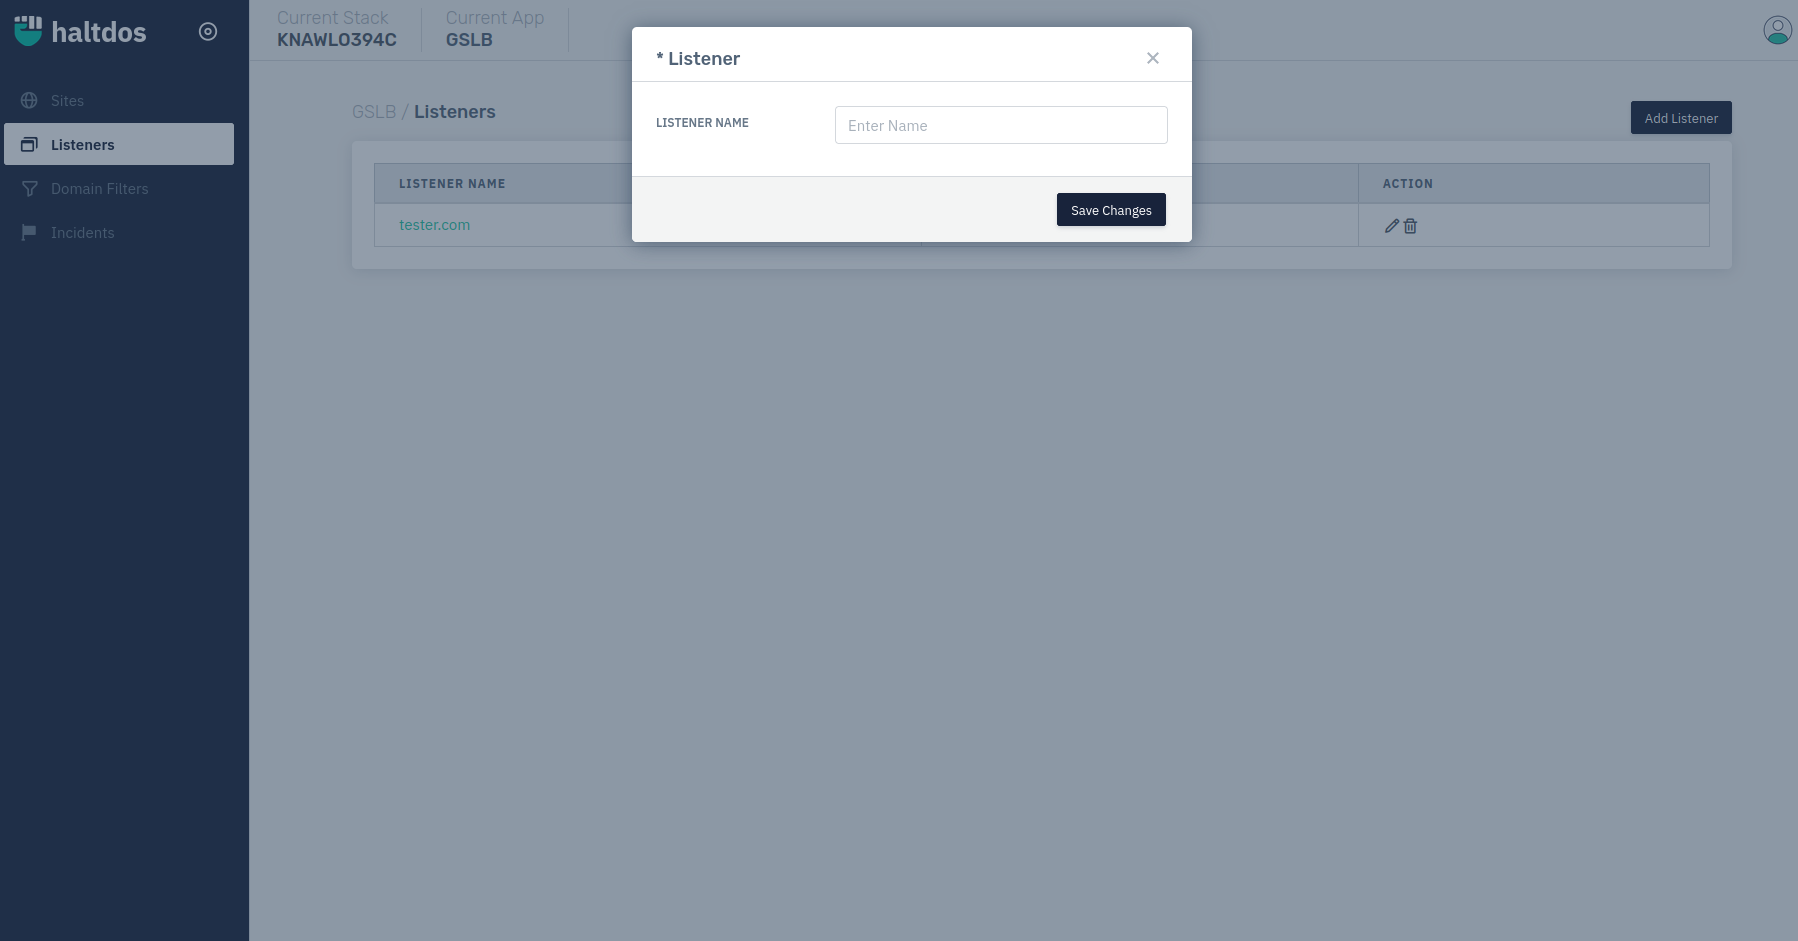 haltdos
Current Stack
KNAWLO394C
Current App
GSLB
Sites
Listeners
Domain Filters
Incidents
GSLB / Listeners
Add Listener
LISTENER NAME
ACTION
tester.com
* Listener
LISTENER NAME
Enter Name
Save Changes